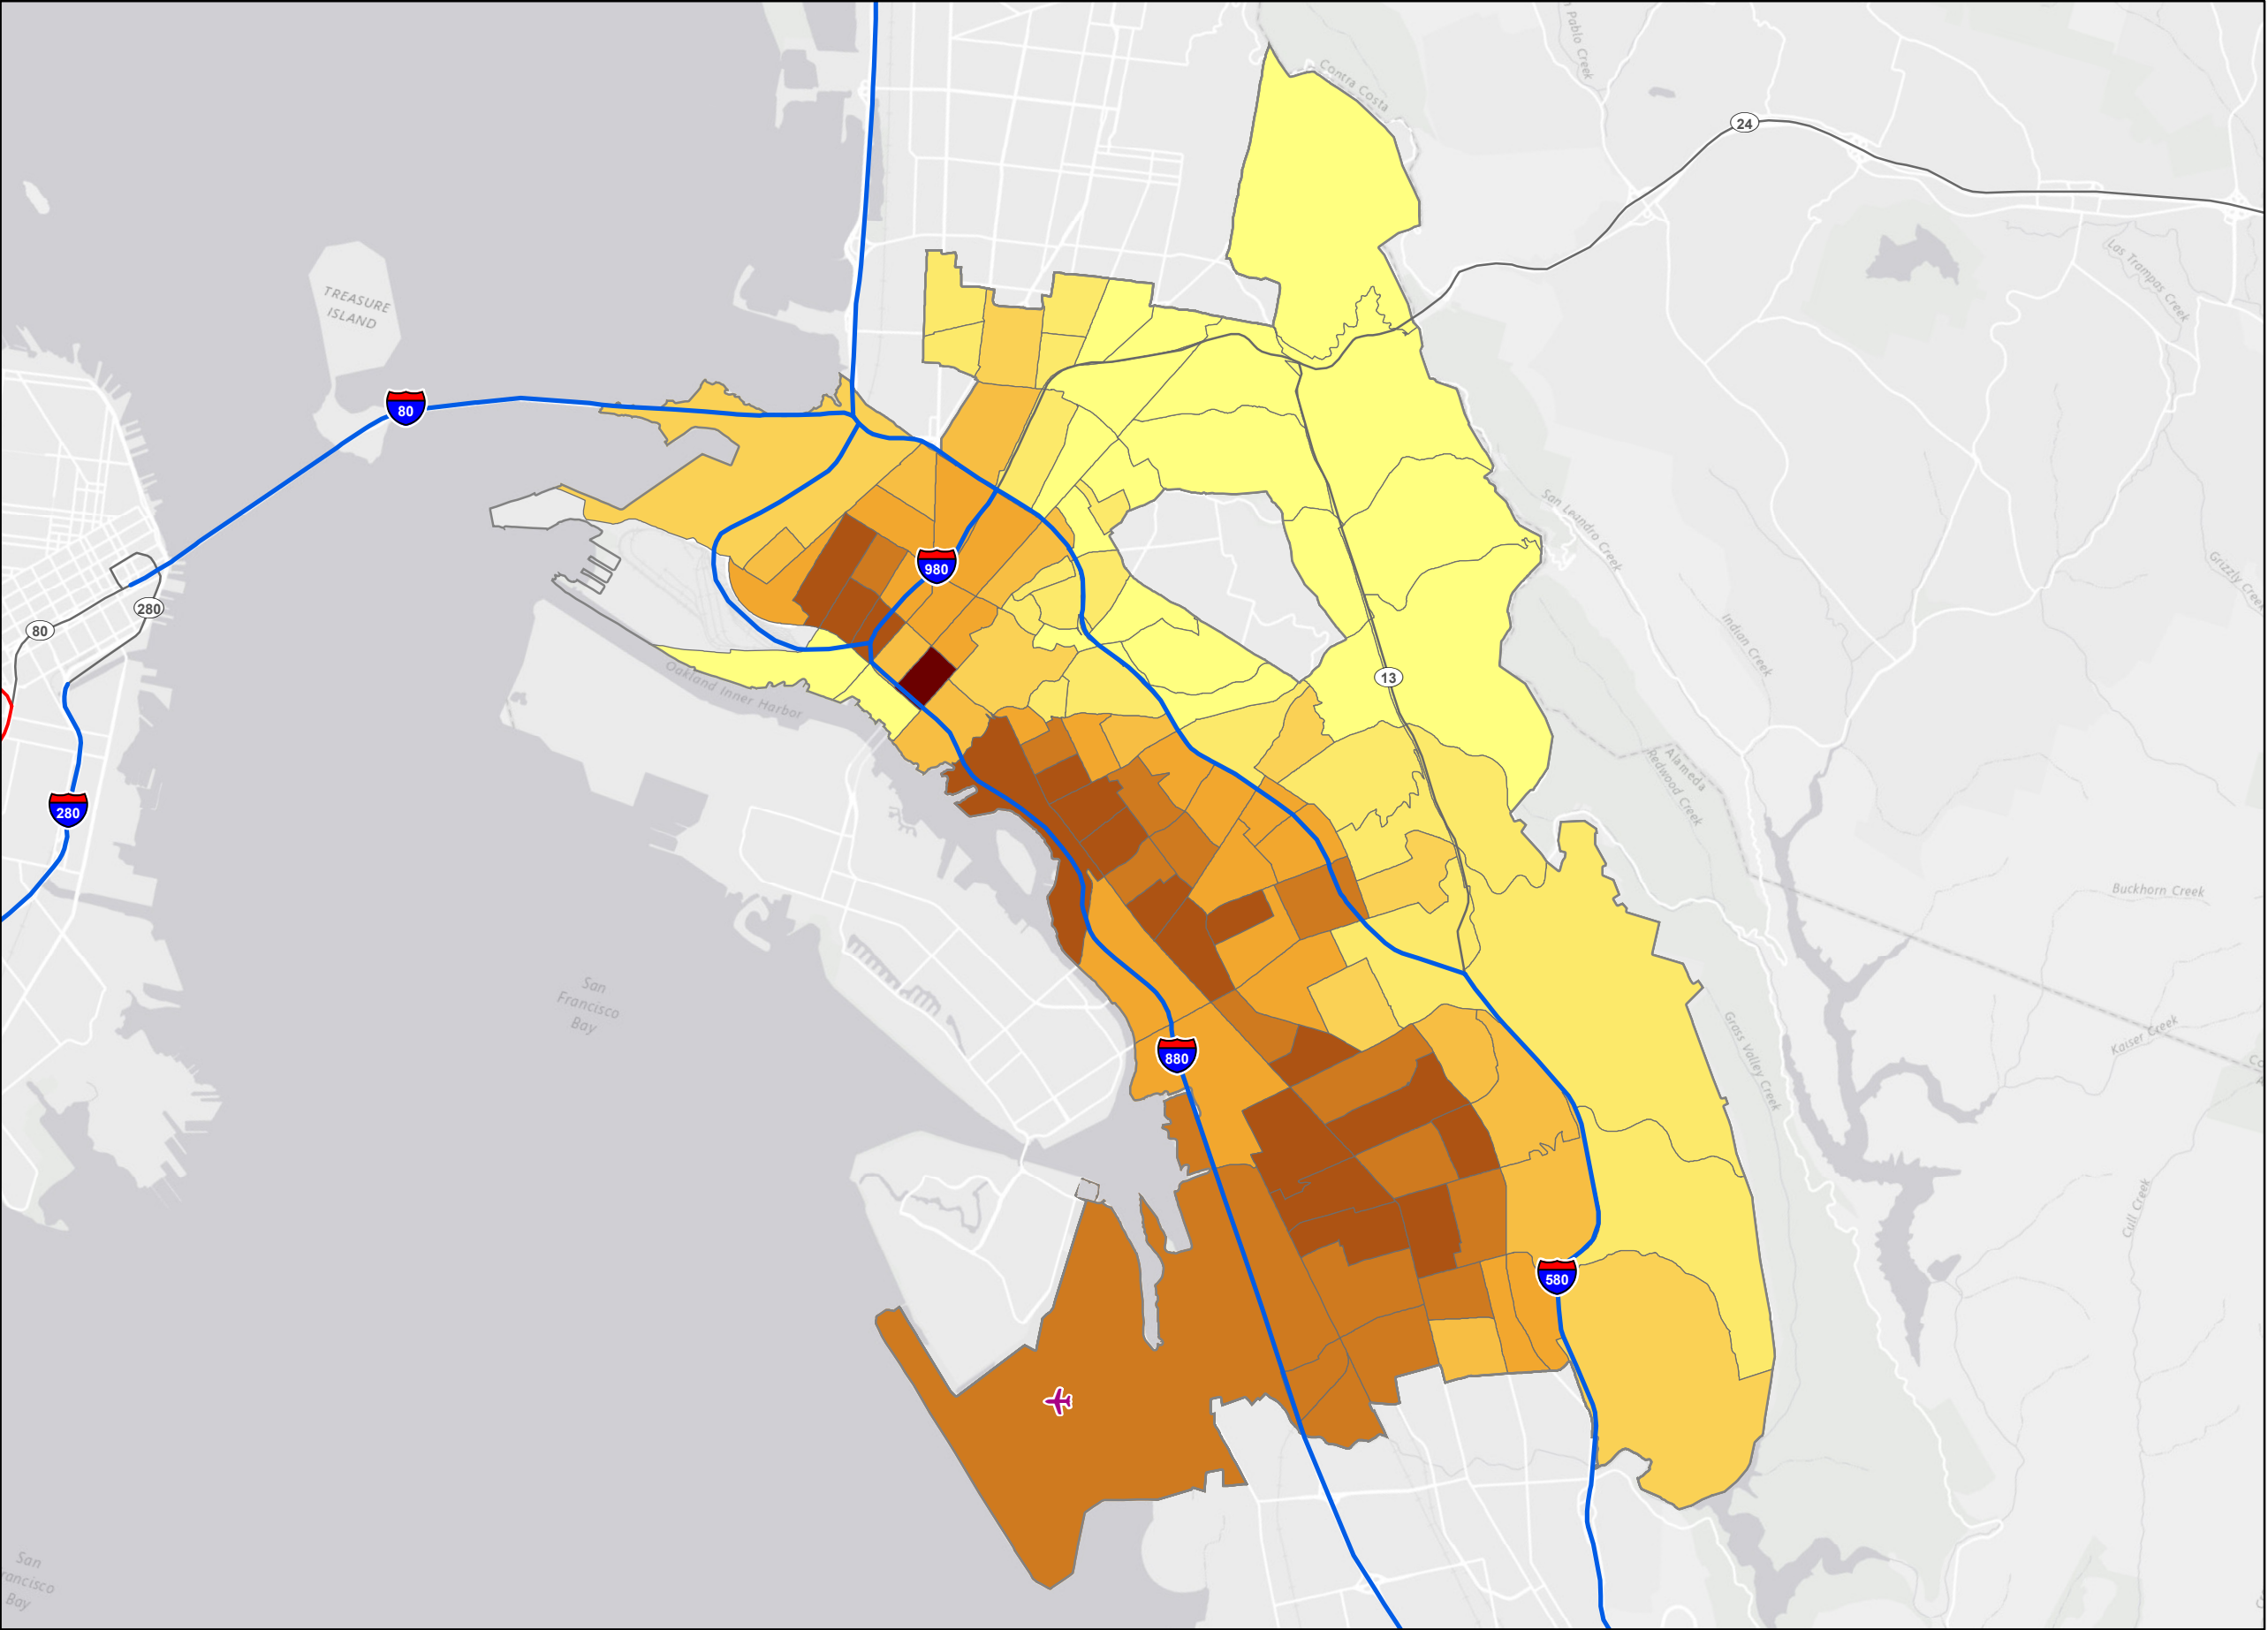 Contra Costa
n Pablo Creek
24
Las Trampas Creek
TREASURE
ISLAND
80
San Leandro Creek
Grizzly Creek
980
280
80
Indian Creek
13
Oakland Inner Harbor
Alameda
Redwood Creek
280
Buckhorn Creek
San
Francisco
Bay
Grass Valley Creek
Kaiser Creek
880
Cull Creek
580
San
rancisco
Bay